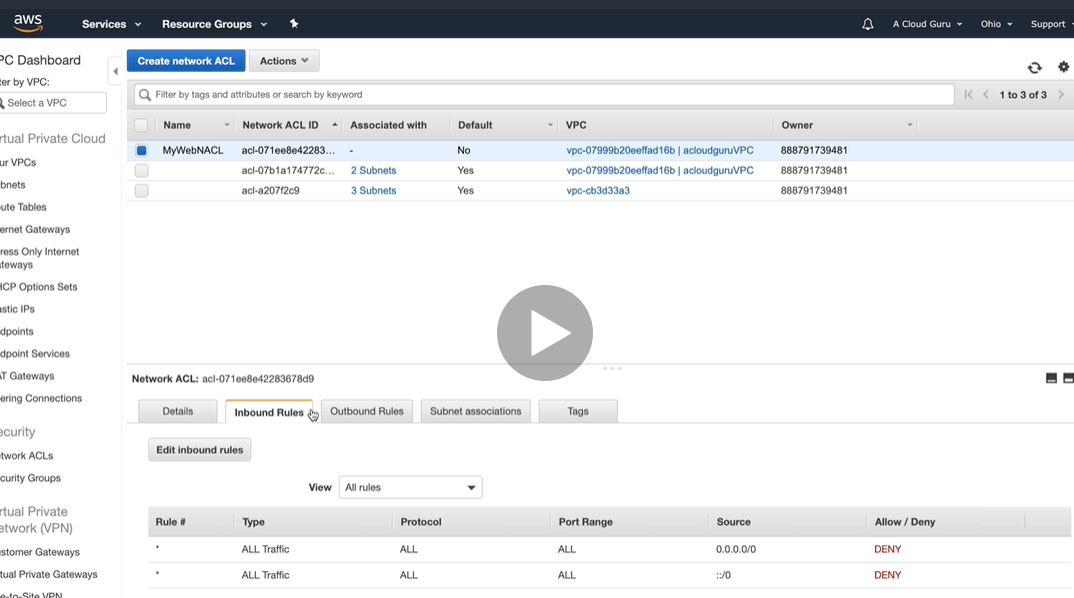 aws Services Resource Groups A Cloud Guru Ohio Support
PC Dashboard
Create network ACL Actions
ter by VPC:
Select a VPC
Filter by tags and attributes or search by keyword
1 to 3 of 3
Name Network ACL ID Associated with Default VPC Owner
rtual Private Cloud
MyWebNACL acl-071ee8e42283... - No vpc-07999b20eeffad16b | acloudguruVPC 888791739481
ur VPCs
acl-07b1a174772c... 2 Subnets Yes vpc-07999b20eeffad16b | acloudguruVPC 888791739481
bnets
acl-a207f2c9 3 Subnets Yes vpc-cb3d33a3 888791739481
ute Tables
ernet Gateways
ress Only Internet
teways
HCP Options Sets
astic IPs
dpoints
dpoint Services
AT Gateways
ering Connections
Network ACL: acl-071ee8e42283678d9
Details Inbound Rules Outbound Rules Subnet associations Tags
ecurity
Edit inbound rules
twork ACLs
curity Groups
View All rules
rtual Private
etwork (VPN)
Rule # Type Protocol Port Range Source Allow / Deny
* ALL Traffic ALL ALL 0.0.0.0/0 DENY
ustomer Gateways
* ALL Traffic ALL ALL ::/0 DENY
rtual Private Gateways
e-to-Site VPN